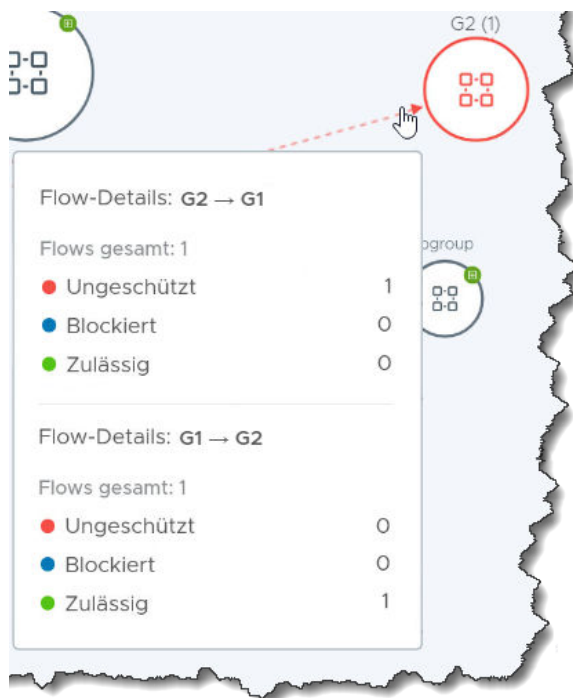 G2 (1)
Flow-Details: G2 → G1
Flows gesamt: 1
Ungeschützt 1
Blockiert 0
Zulässig 0
Flow-Details: G1 → G2
Flows gesamt: 1
Ungeschützt 0
Blockiert 0
Zulässig 1